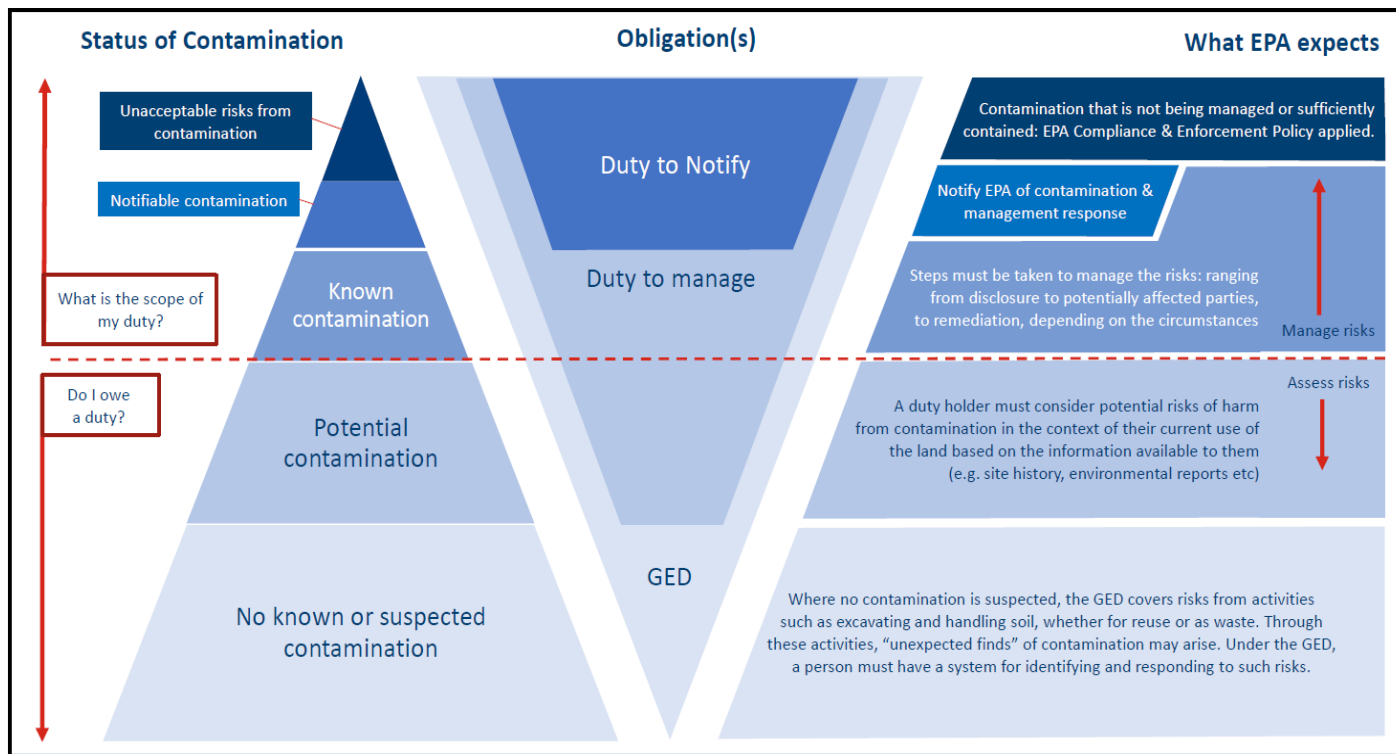 Status of Contamination
Obligation(s)
What EPA expects
Unacceptable risks from
contamination
Notifiable contamination
What is the scope of
my duty?
Known
contamination
Do I owe
a duty?
Potential
contamination
No known or suspected
contamination
Duty to Notify
Duty to manage
GED
Contamination that is not being managed or sufficiently
contained: EPA Compliance & Enforcement Policy applied.
Notify EPA of contamination &
management response
Steps must be taken to manage the risks: ranging
from disclosure to potentially affected parties,
to remediation, depending on the circumstances
Manage risks
Assess risks
A duty holder must consider potential risks of harm
from contamination in the context of their current use of
the land based on the information available to them
(e.g. site history, environmental reports etc)
Where no contamination is suspected, the GED covers risks from activities
such as excavating and handling soil, whether for reuse or as waste. Through
these activities, “unexpected finds” of contamination may arise. Under the GED,
a person must have a system for identifying and responding to such risks.